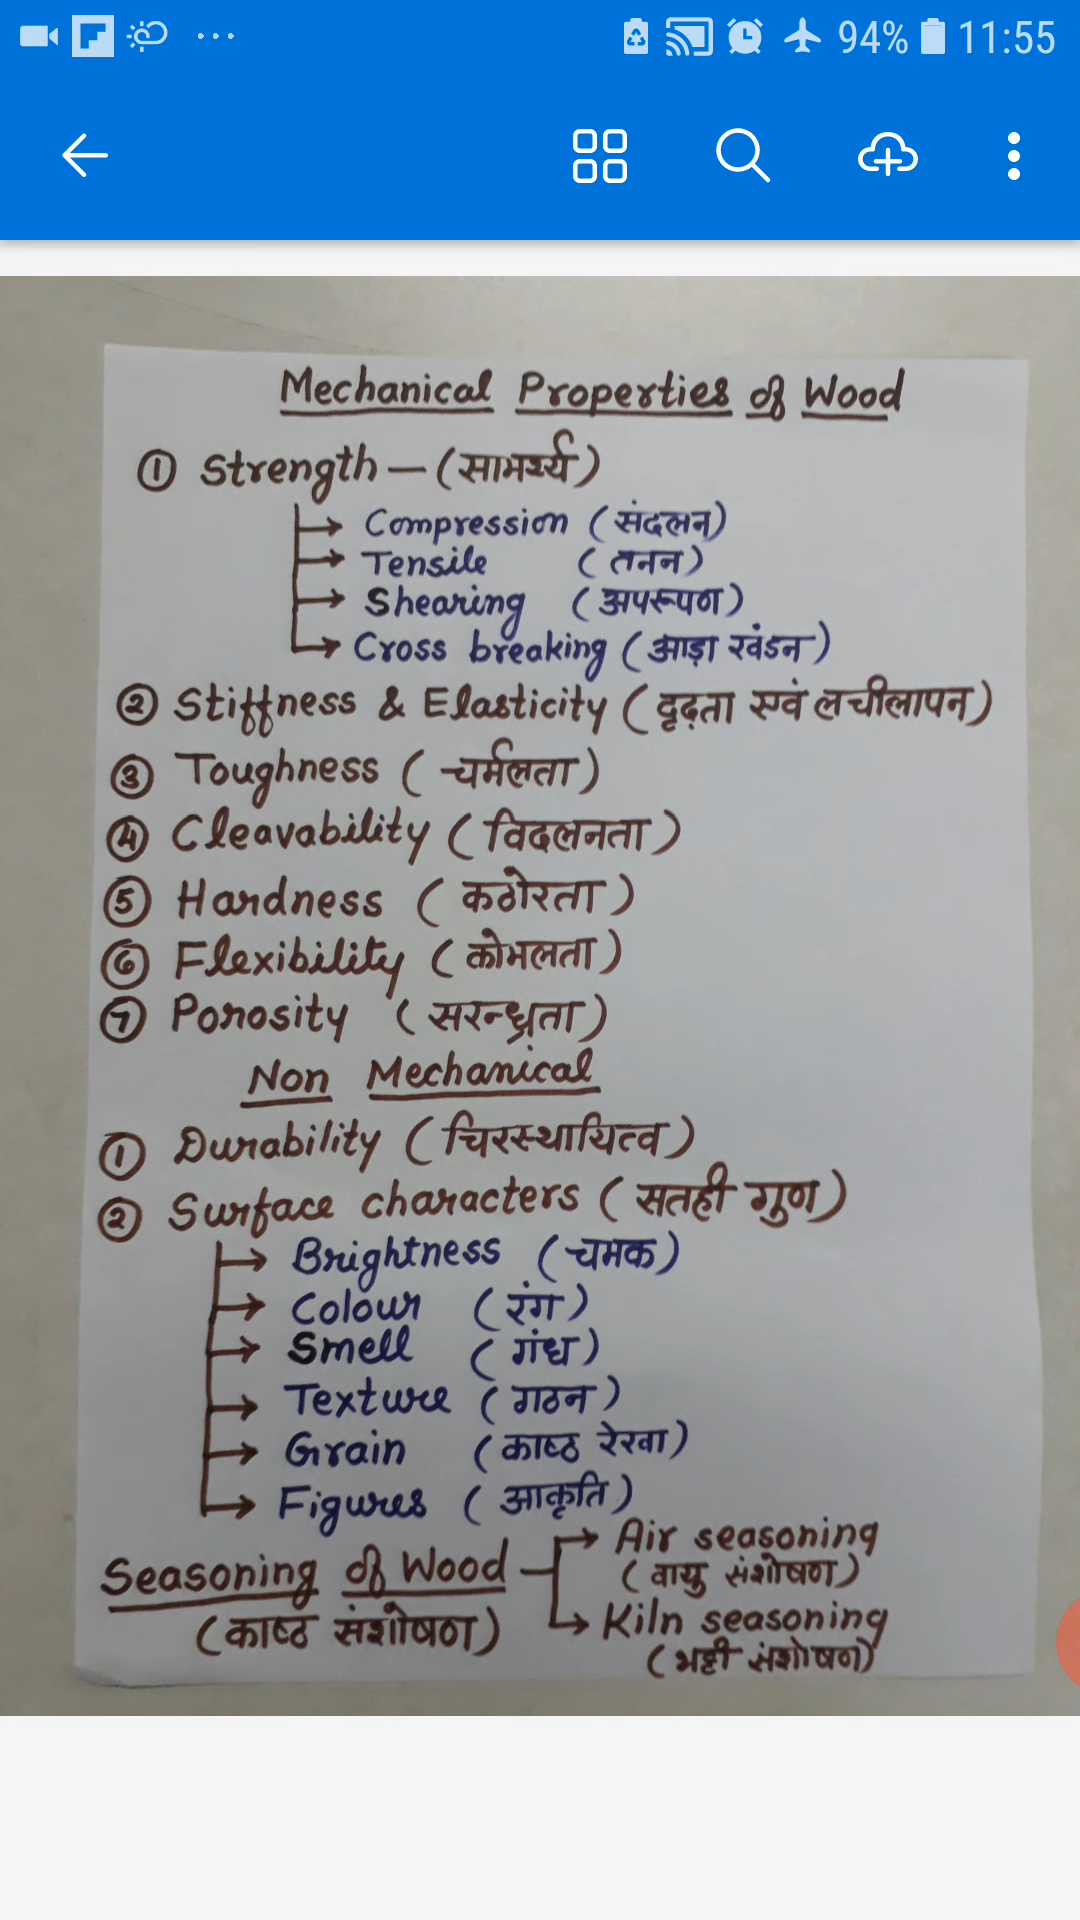 94% 11:55
Mechanical Properties of Wood
① Strength — (सामर्थ्य)
Compression (संदलन)
Tensile (तनन)
Shearing (अपरूपण)
Cross breaking (आड़ा खंडन)
② Stiffness & Elasticity (दृढ़ता एवं लचीलापन)
③ Toughness (चर्मलता)
④ Cleavability (विदलनता)
⑤ Hardness (कठोरता)
⑥ Flexibility (कोमलता)
⑦ Porosity (सरन्ध्रता)
Non Mechanical
① Durability (चिरस्थायित्व)
② Surface characters (सतही गुण)
Brightness (चमक)
Colour (रंग)
Smell (गंध)
Texture (गठन)
Grain (काष्ठ रेखा)
Figures (आकृति)
Seasoning of Wood
(काष्ठ संशोषण)
Air seasoning
(वायु संशोषण)
Kiln seasoning
(भट्टी संशोषण)